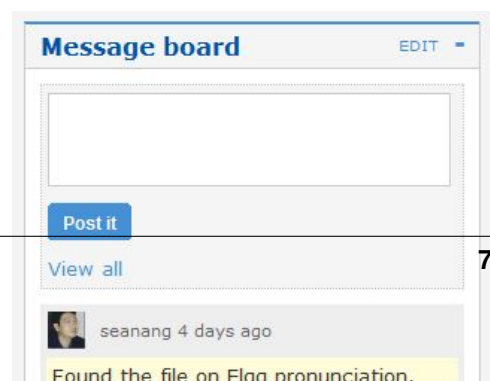 Message board EDIT -
Post it
View all
7
seanang 4 days ago
Found the file on Elgg pronunciation.